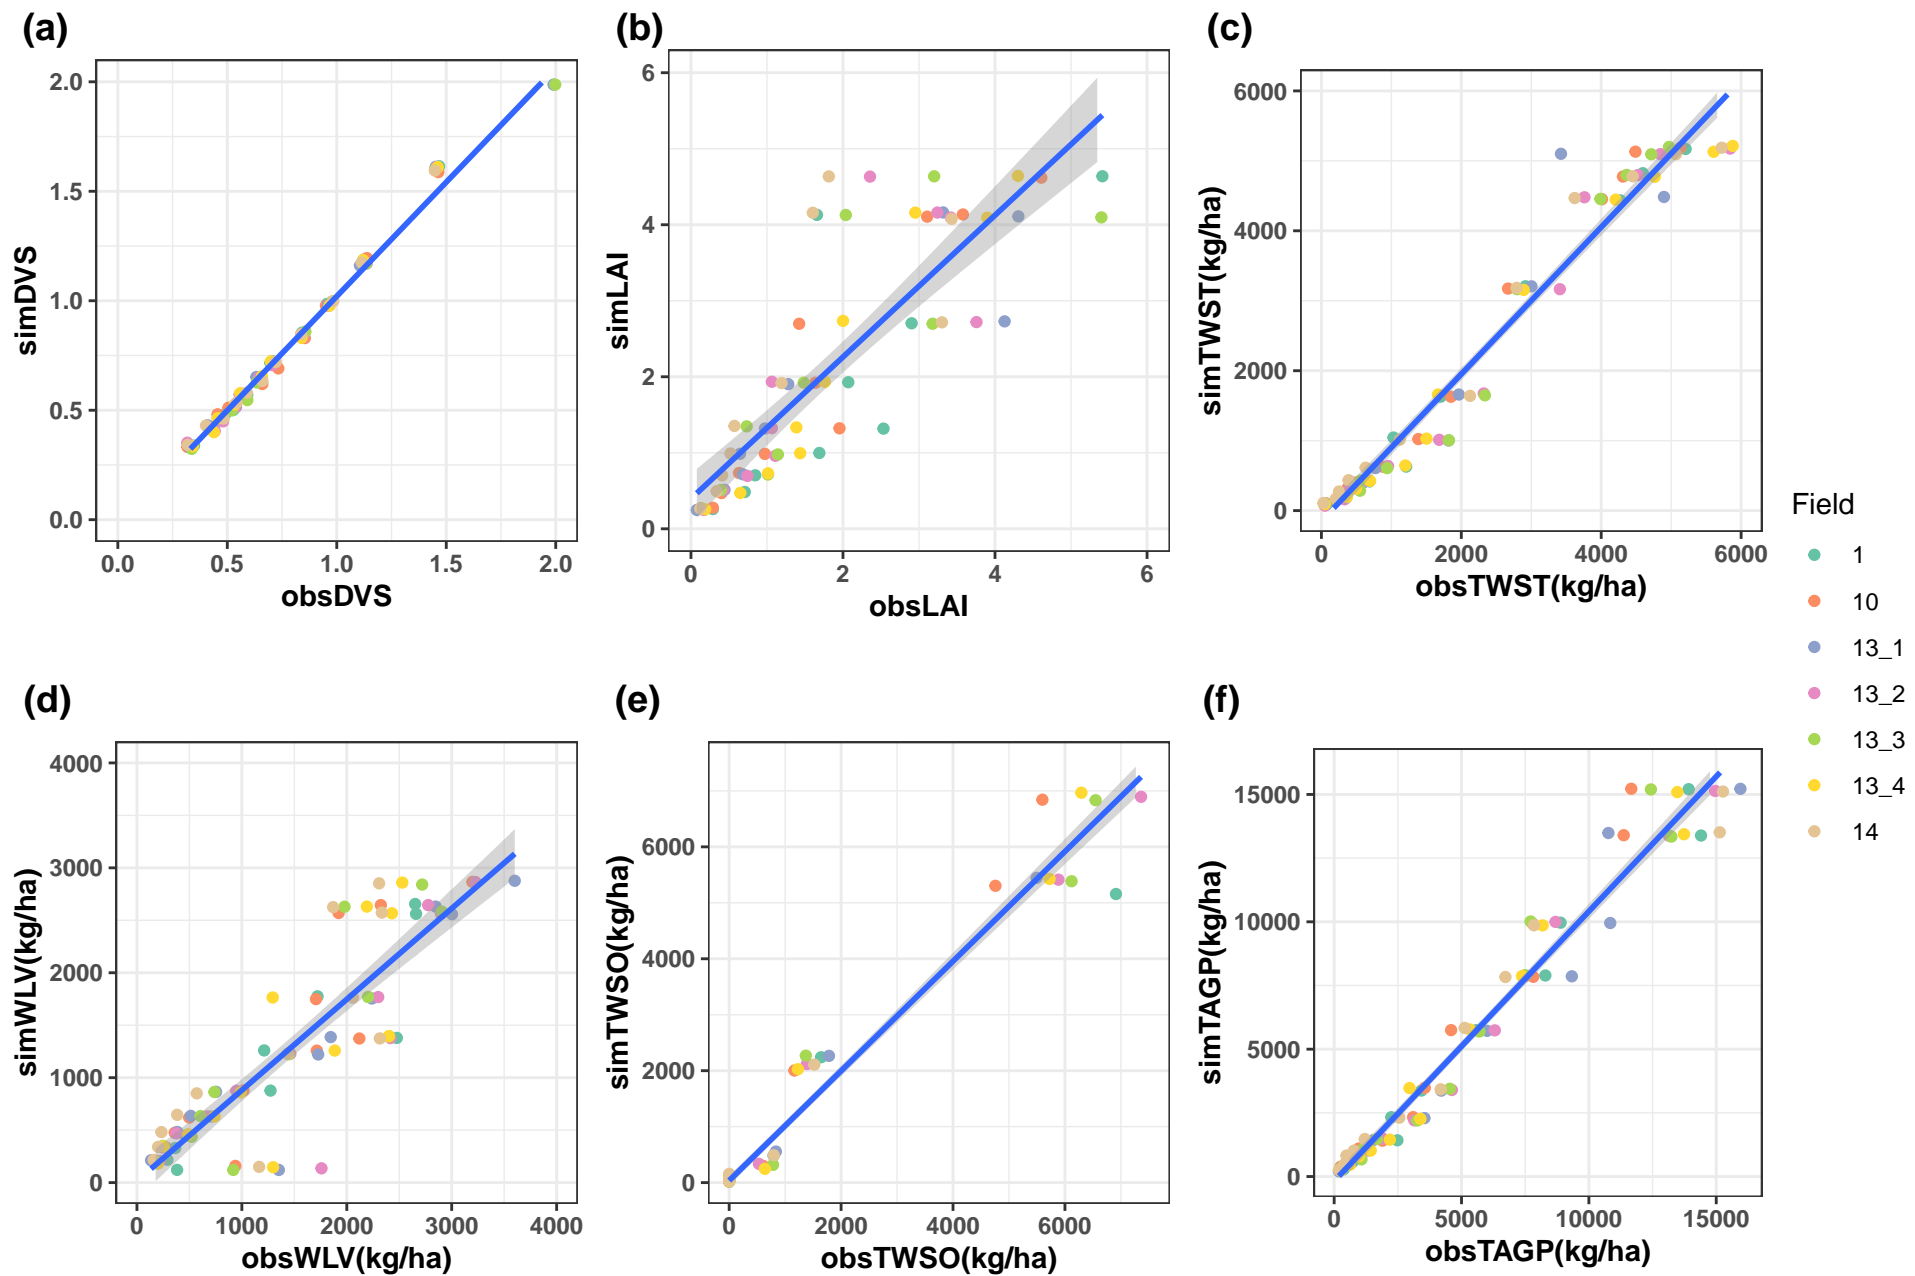 (a)
simDVS
2.0
1.5
1.0
0.5
0.0
0.0 0.5 1.0 1.5 2.0
obsDVS
(b)
simLAI
6
4
2
0
0 2 4 6
obsLAI
(c)
simTWST(kg/ha)
6000
4000
2000
0
0 2000 4000 6000
obsTWST(kg/ha)
(d)
simWLV(kg/ha)
4000
3000
2000
1000
0
0 1000 2000 3000 4000
obsWLV(kg/ha)
(e)
simTWSO(kg/ha)
6000
4000
2000
0
0 2000 4000 6000
obsTWSO(kg/ha)
(f)
simTAGP(kg/ha)
15000
10000
5000
0
0 5000 10000 15000
obsTAGP(kg/ha)
Field
1
10
13_1
13_2
13_3
13_4
14